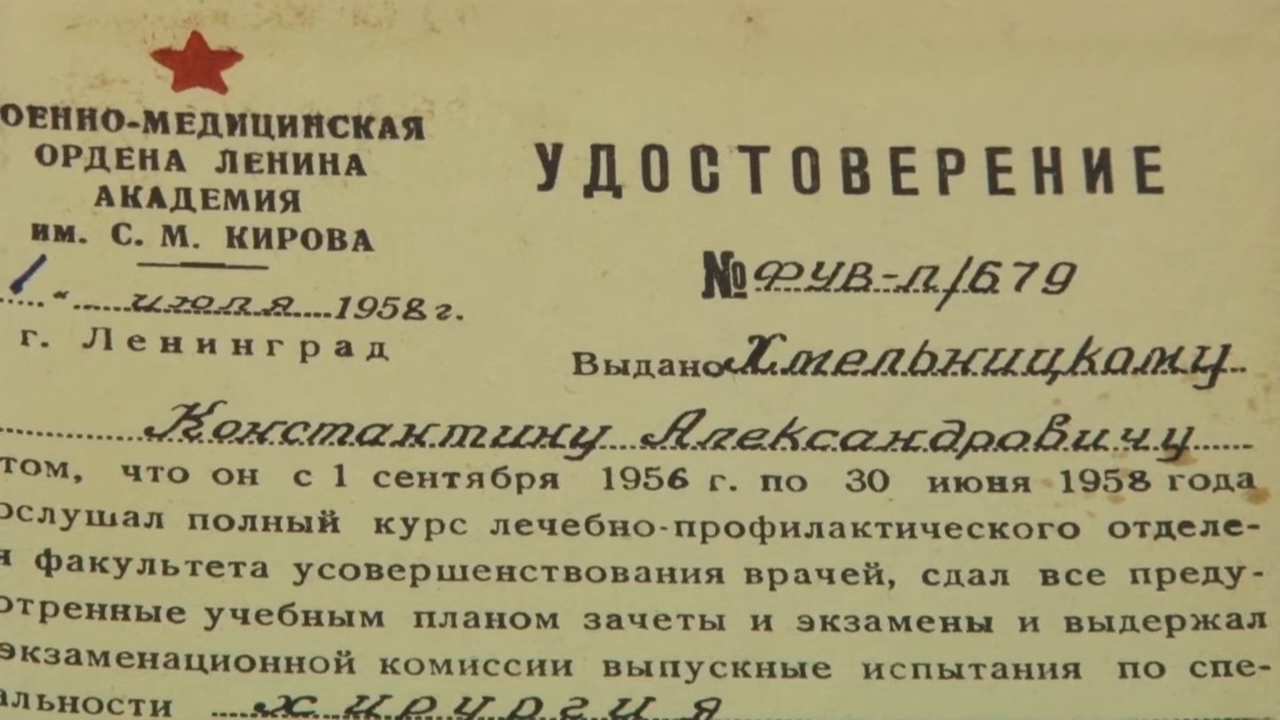 ОЕННО-МЕДИЦИНСКАЯ
ОРДЕНА ЛЕНИНА
АКАДЕМИЯ
им. С. М. КИРОВА
“ июля 1958 г.
г. Ленинград
УДОСТОВЕРЕНИЕ
№ ФУВ-Л/679
Выдано Хмельницкому
Константину Александровичу
том, что он с 1 сентября 1956 г. по 30 июня 1958 года
ослушал полный курс лечебно-профилактического отделе-
я факультета усовершенствования врачей, сдал все преду-
отренные учебным планом зачеты и экзамены и выдержал
экзаменационной комиссии выпускные испытания по спе-
альности хирургия